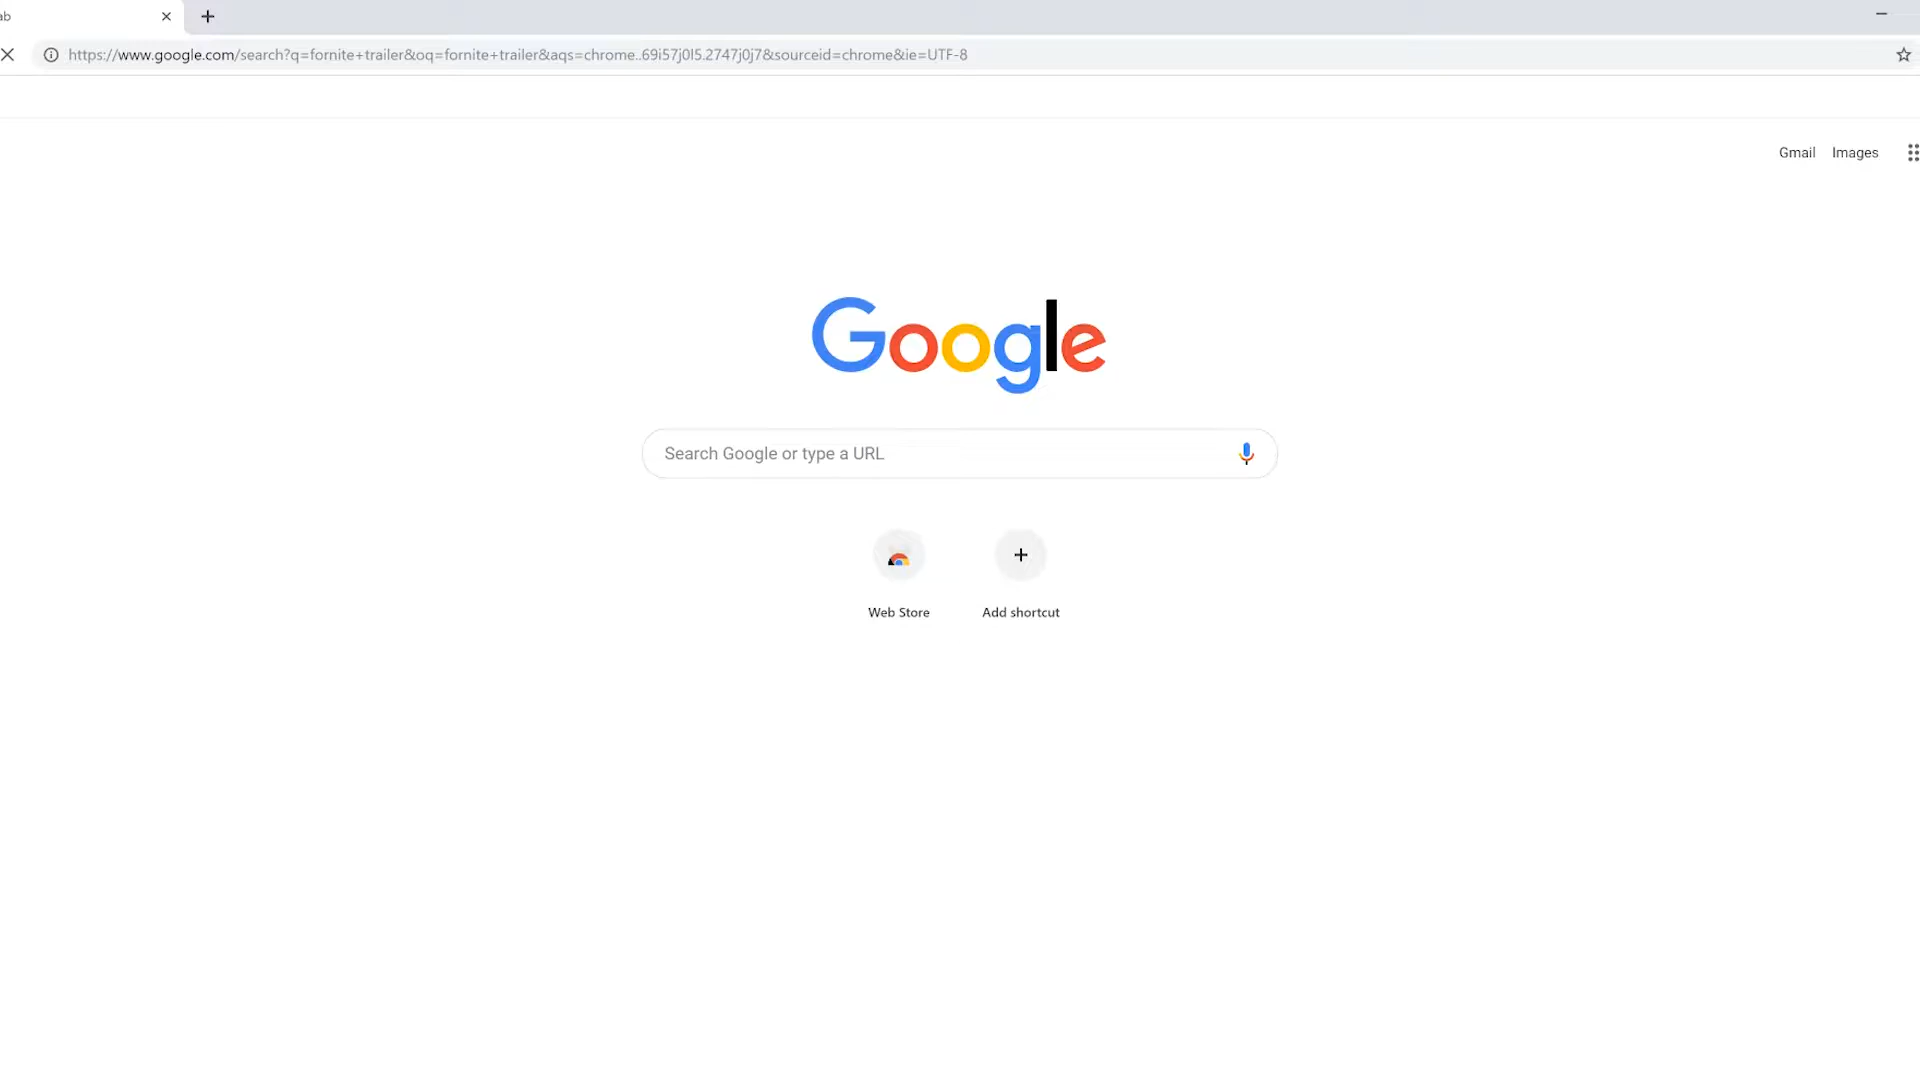 ab
https://www.google.com/search?q=fornite+trailer&oq=fornite+trailer&aqs=chrome..69i57j0l5.2747j0j7&sourceid=chrome&ie=UTF-8
Gmail Images
Google
Search Google or type a URL
Web Store Add shortcut